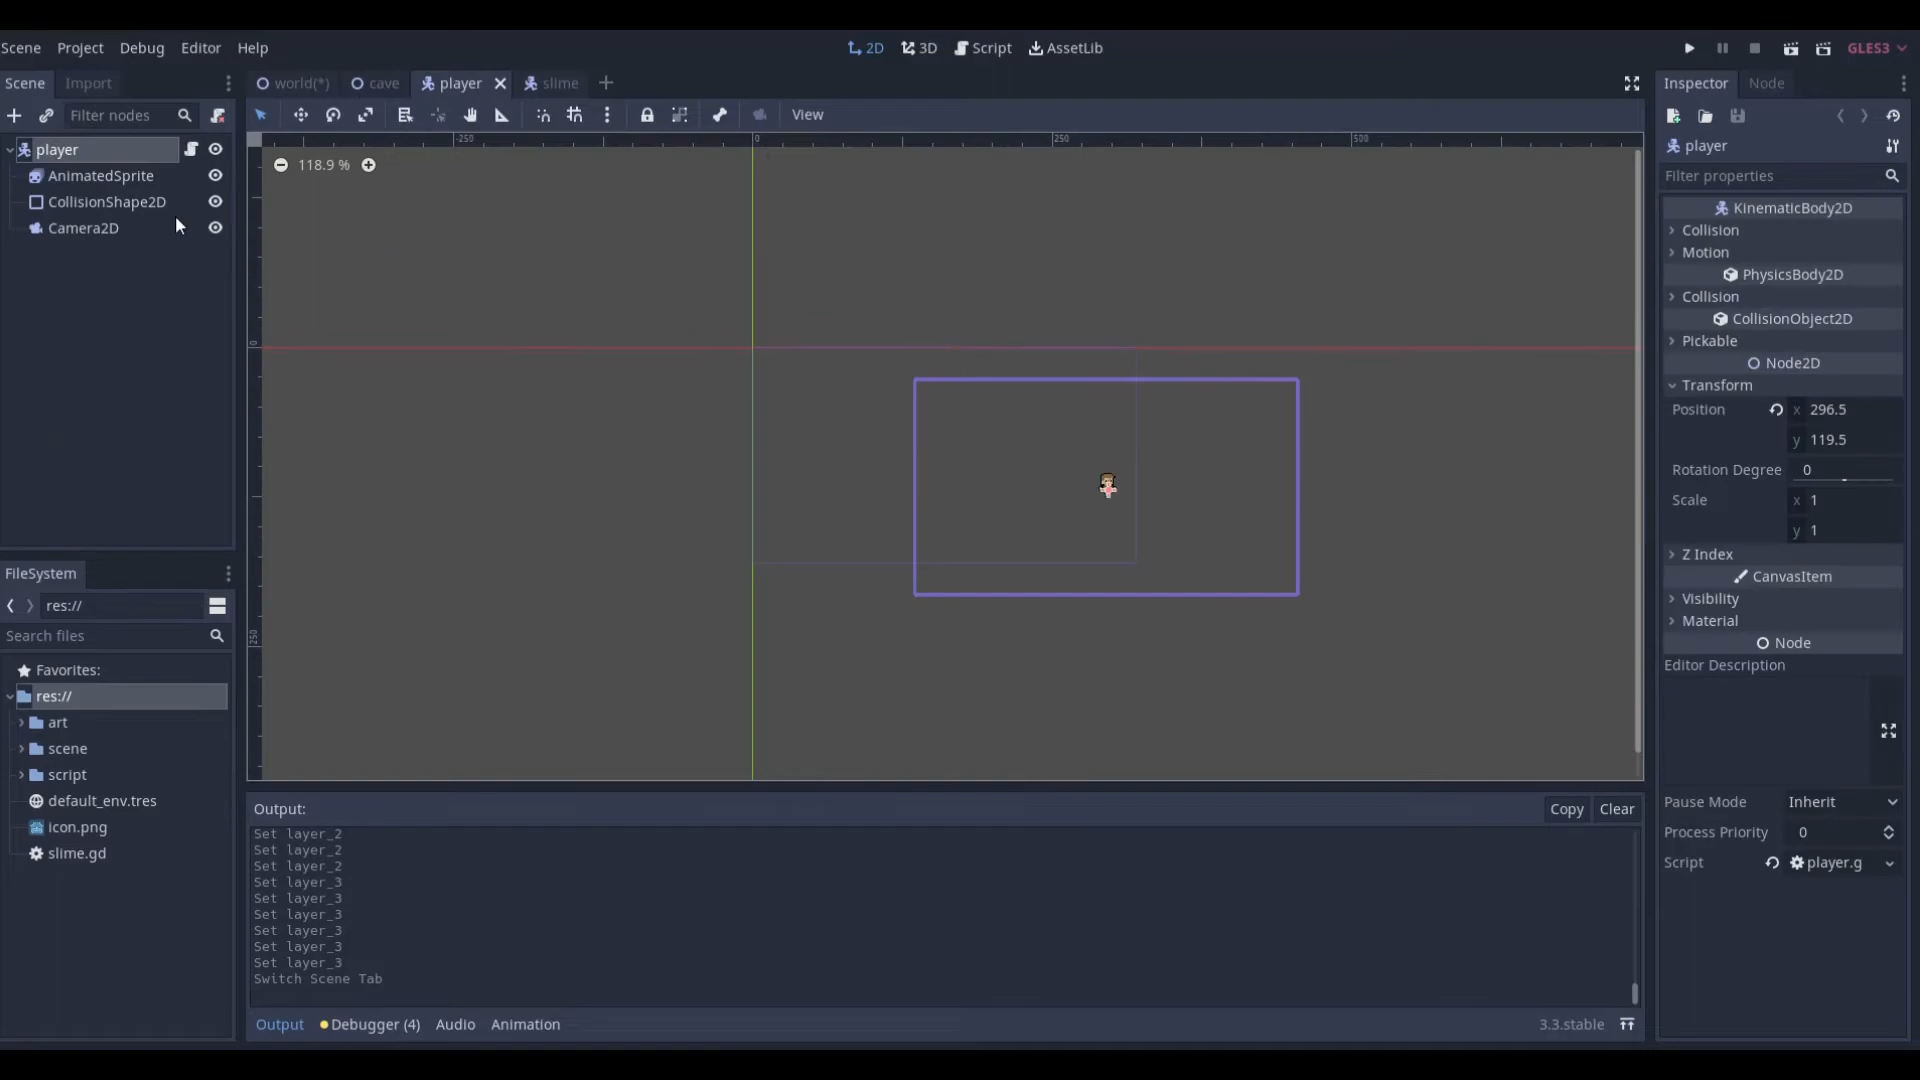 Scene Project Debug Editor Help
2D 3D Script AssetLib
GLES3
Scene Import
world(*) cave player slime
Inspector Node
Filter nodes
View
player
AnimatedSprite
CollisionShape2D
Camera2D
-250 0 250 500
118.9 %
0
250
player
Filter properties
KinematicBody2D
Collision
Motion
PhysicsBody2D
Collision
CollisionObject2D
Pickable
Node2D
Transform
Position x 296.5
y 119.5
Rotation Degree 0
Scale x 1
y 1
Z Index
CanvasItem
Visibility
Material
Node
Editor Description
Pause Mode Inherit
Process Priority 0
Script player.g
FileSystem
res://
Search files
Favorites:
res://
art
scene
script
default_env.tres
icon.png
slime.gd
Output: Copy Clear
Set layer_2
Set layer_2
Set layer_2
Set layer_3
Set layer_3
Set layer_3
Set layer_3
Set layer_3
Set layer_3
Switch Scene Tab
Output Debugger (4) Audio Animation 3.3.stable